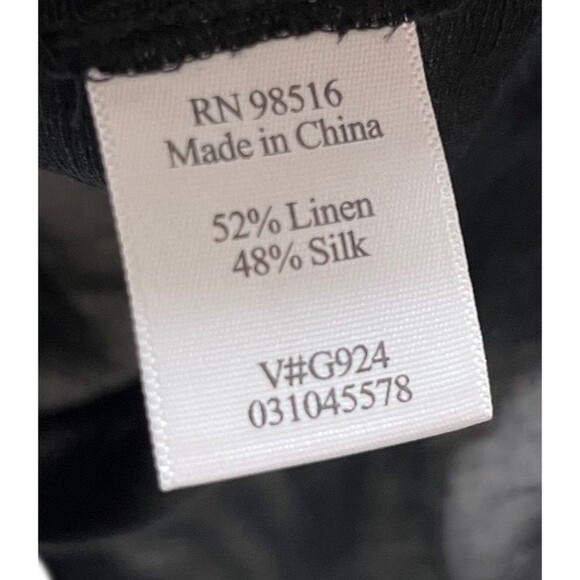 RN 98516
Made in China
52% Linen
48% Silk
V#G924
031045578